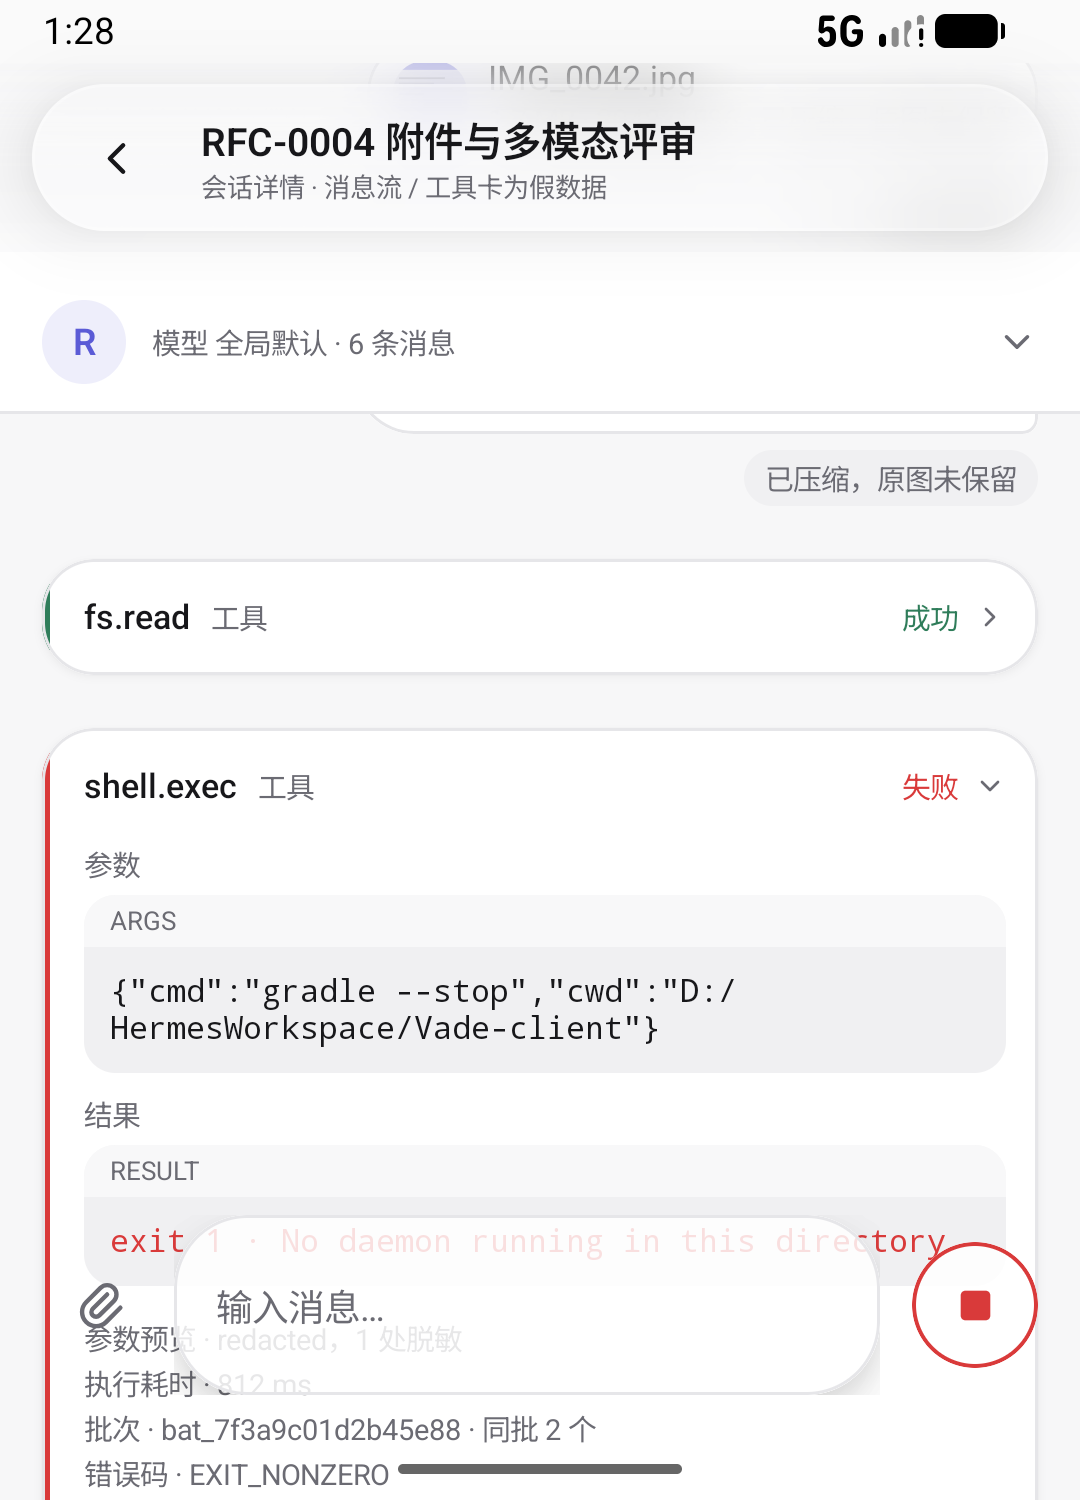 1:28
5G
IMG_0042.jpg
RFC-0004 附件与多模态评审
会话详情 · 消息流 / 工具卡为假数据
R
模型 全局默认 · 6 条消息
已压缩，原图未保留
fs.read 工具
成功
shell.exec 工具
失败
参数
ARGS
{"cmd":"gradle --stop","cwd":"D:/
HermesWorkspace/Vade-client"}
结果
RESULT
exit 1 · No daemon running in this directory
输入消息...
参数预览 · redacted，1 处脱敏
执行耗时 · 812 ms
批次 · bat_7f3a9c01d2b45e88 · 同批 2 个
错误码 · EXIT_NONZERO